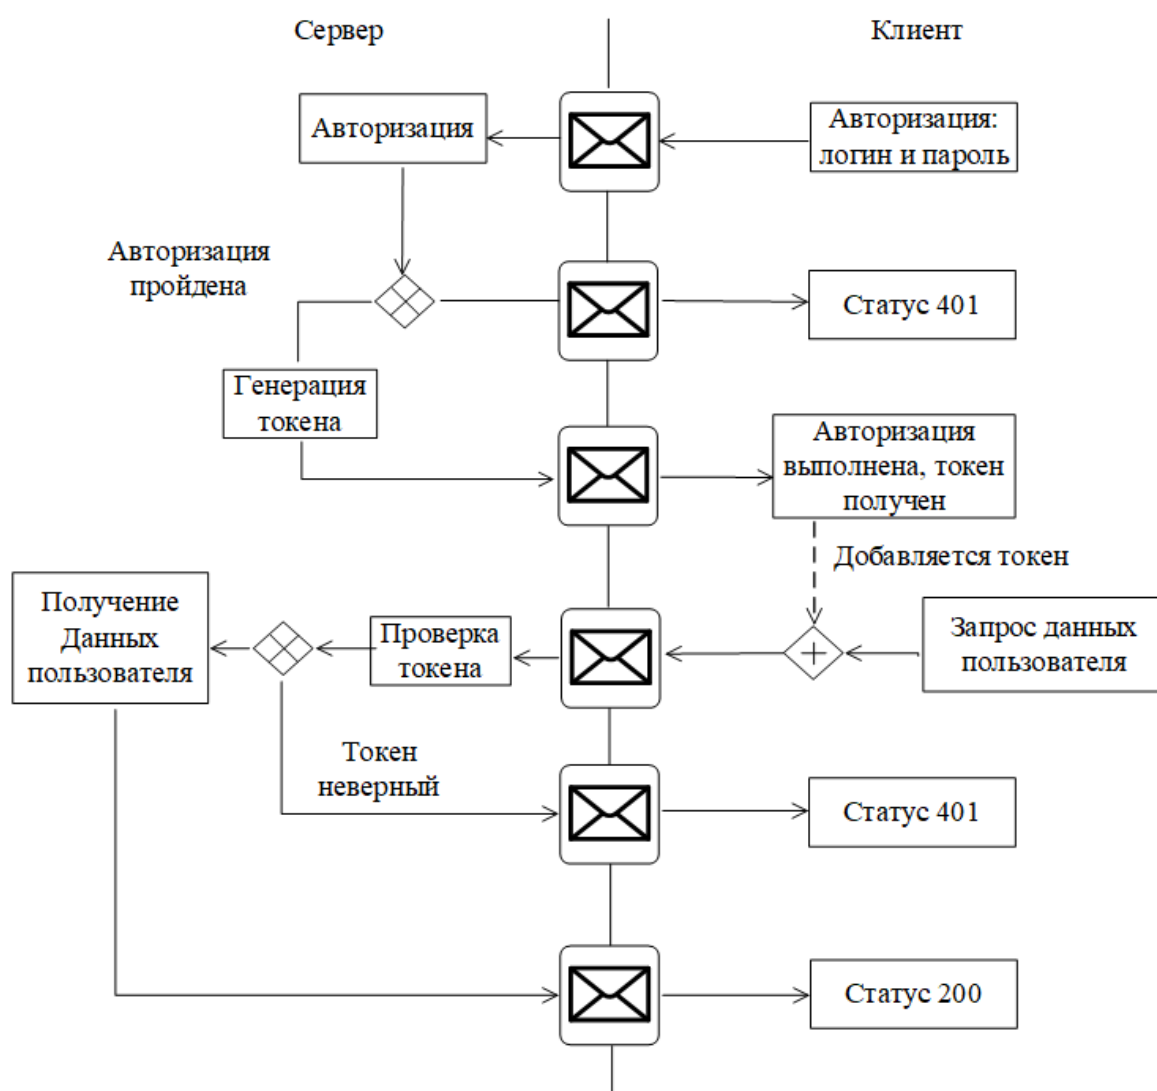 Сервер
Клиент
Авторизация
Авторизация:
логин и пароль
Авторизация
пройдена
Статус 401
Генерация
токена
Авторизация
выполнена, токен
получен
Добавляется токен
Получение
Данных
пользователя
Проверка
токена
Запрос данных
пользователя
Токен
неверный
Статус 401
Статус 200